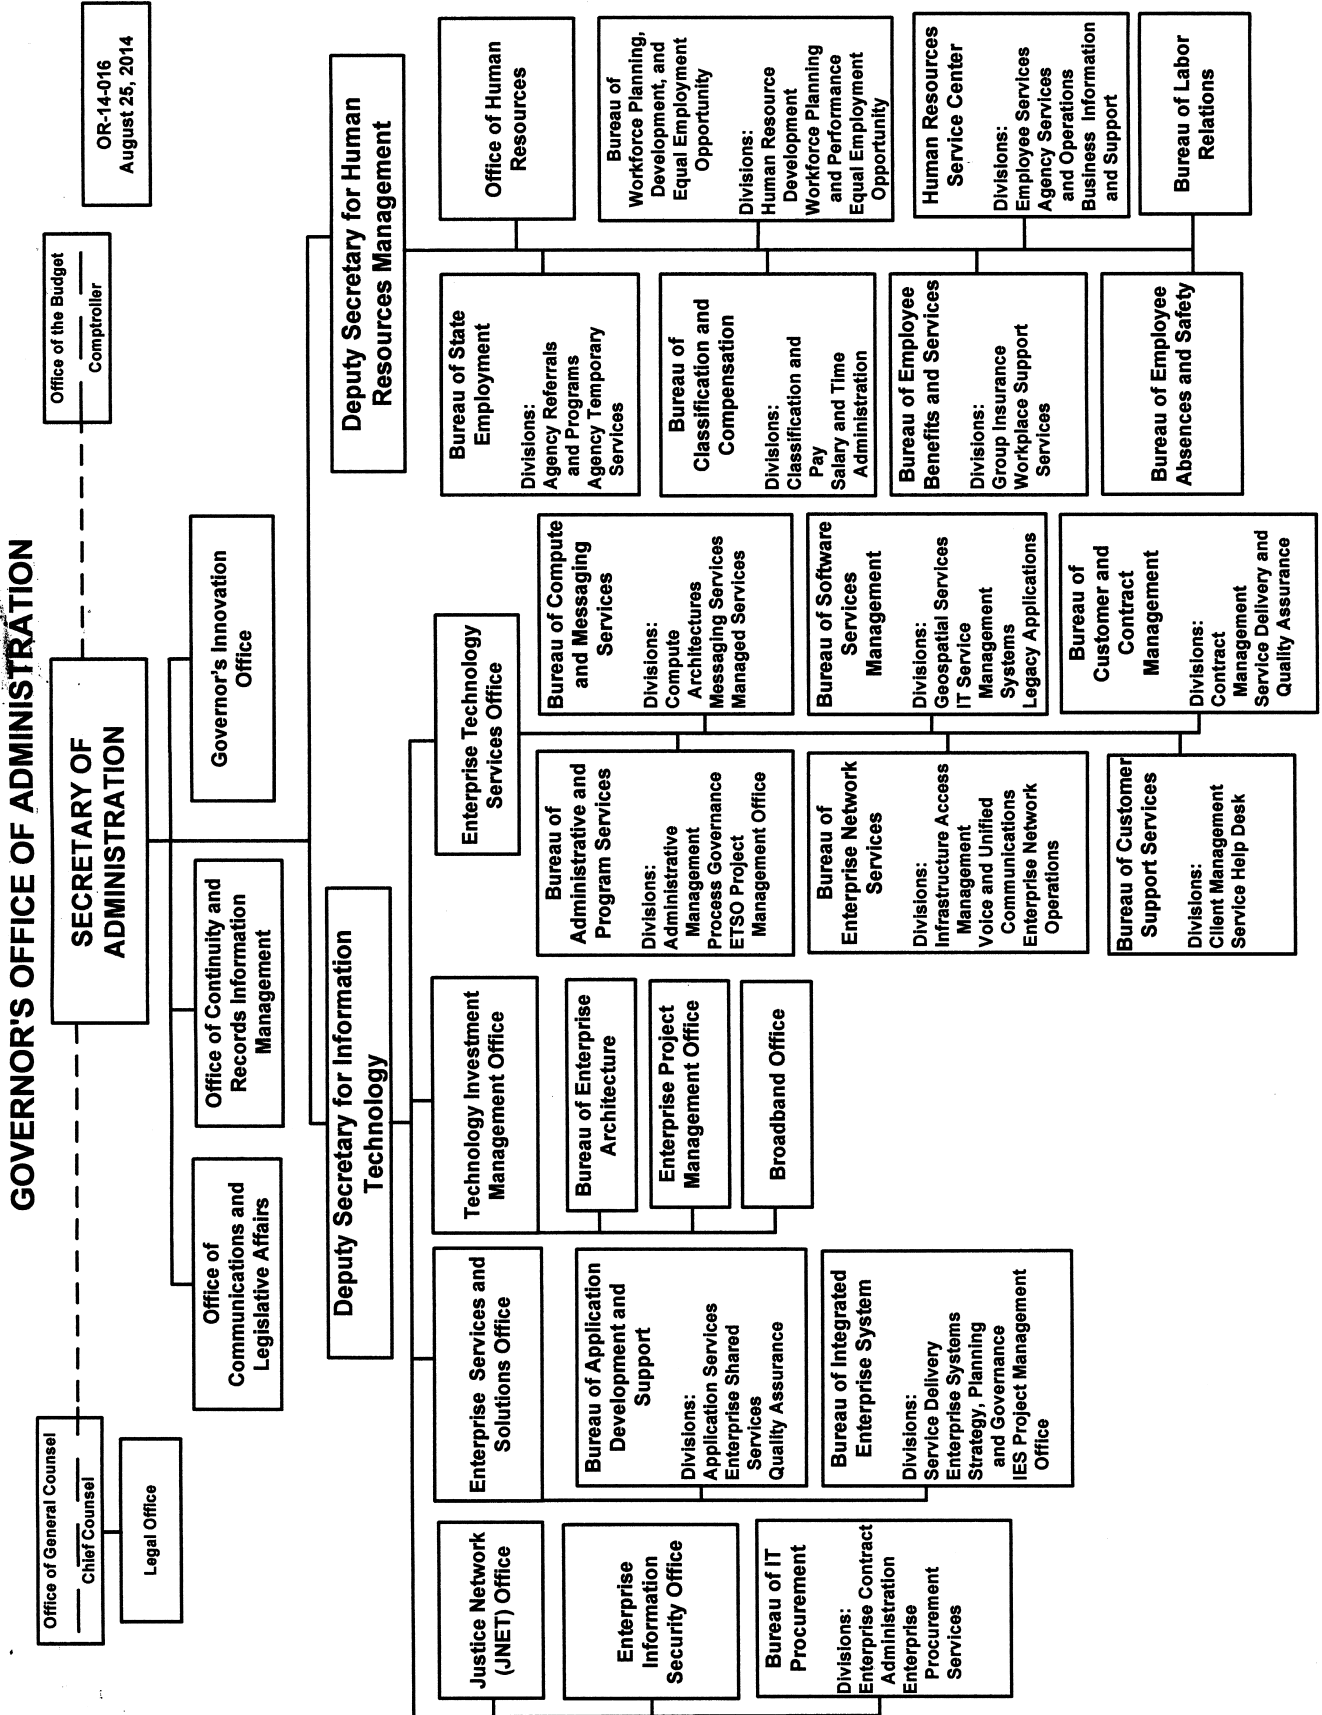 GOVERNOR'S OFFICE OF ADMINISTRATION
OR-14-016
August 25, 2014
Office of General Counsel
Chief Counsel
Legal Office
SECRETARY OF
ADMINISTRATION
Office of the Budget
Comptroller
Office of
Communications and
Legislative Affairs
Office of Continuity and
Records Information
Management
Governor's Innovation
Office
Deputy Secretary for Information
Technology
Deputy Secretary for Human
Resources Management
Justice Network
(JNET) Office
Enterprise
Information
Security Office
Bureau of IT
Procurement
Divisions:
Enterprise Contract
Administration
Enterprise
Procurement
Services
Enterprise Services and
Solutions Office
Bureau of Application
Development and
Support
Divisions:
Application Services
Enterprise Shared
Services
Quality Assurance
Bureau of Integrated
Enterprise System
Divisions:
Service Delivery
Enterprise Systems
Strategy, Planning
and Governance
IES Project Management
Office
Technology Investment
Management Office
Bureau of Enterprise
Architecture
Enterprise Project
Management Office
Broadband Office
Enterprise Technology
Services Office
Bureau of
Administrative and
Program Services
Divisions:
Administrative
Management
Process Governance
ETSO Project
Management Office
Bureau of Compute
and Messaging
Services
Divisions:
Compute
Architectures
Messaging Services
Managed Services
Bureau of
Enterprise Network
Services
Divisions:
Infrastructure Access
Management
Voice and Unified
Communications
Enterprise Network
Operations
Bureau of Software
Services
Management
Divisions:
Geospatial Services
IT Service
Management
Systems
Legacy Applications
Bureau of Customer
Support Services
Divisions:
Client Management
Service Help Desk
Bureau of
Customer and
Contract
Management
Divisions:
Contract
Management
Service Delivery and
Quality Assurance
Bureau of State
Employment
Divisions:
Agency Referrals
and Programs
Agency Temporary
Services
Office of Human
Resources
Bureau of
Classification and
Compensation
Divisions:
Classification and
Pay
Salary and Time
Administration
Bureau of
Workforce Planning,
Development, and
Equal Employment
Opportunity
Divisions:
Human Resource
Development
Workforce Planning
and Performance
Equal Employment
Opportunity
Bureau of Employee
Benefits and Services
Divisions:
Group Insurance
Workplace Support
Services
Human Resources
Service Center
Divisions:
Employee Services
Agency Services
and Operations
Business Information
and Support
Bureau of Employee
Absences and Safety
Bureau of Labor
Relations